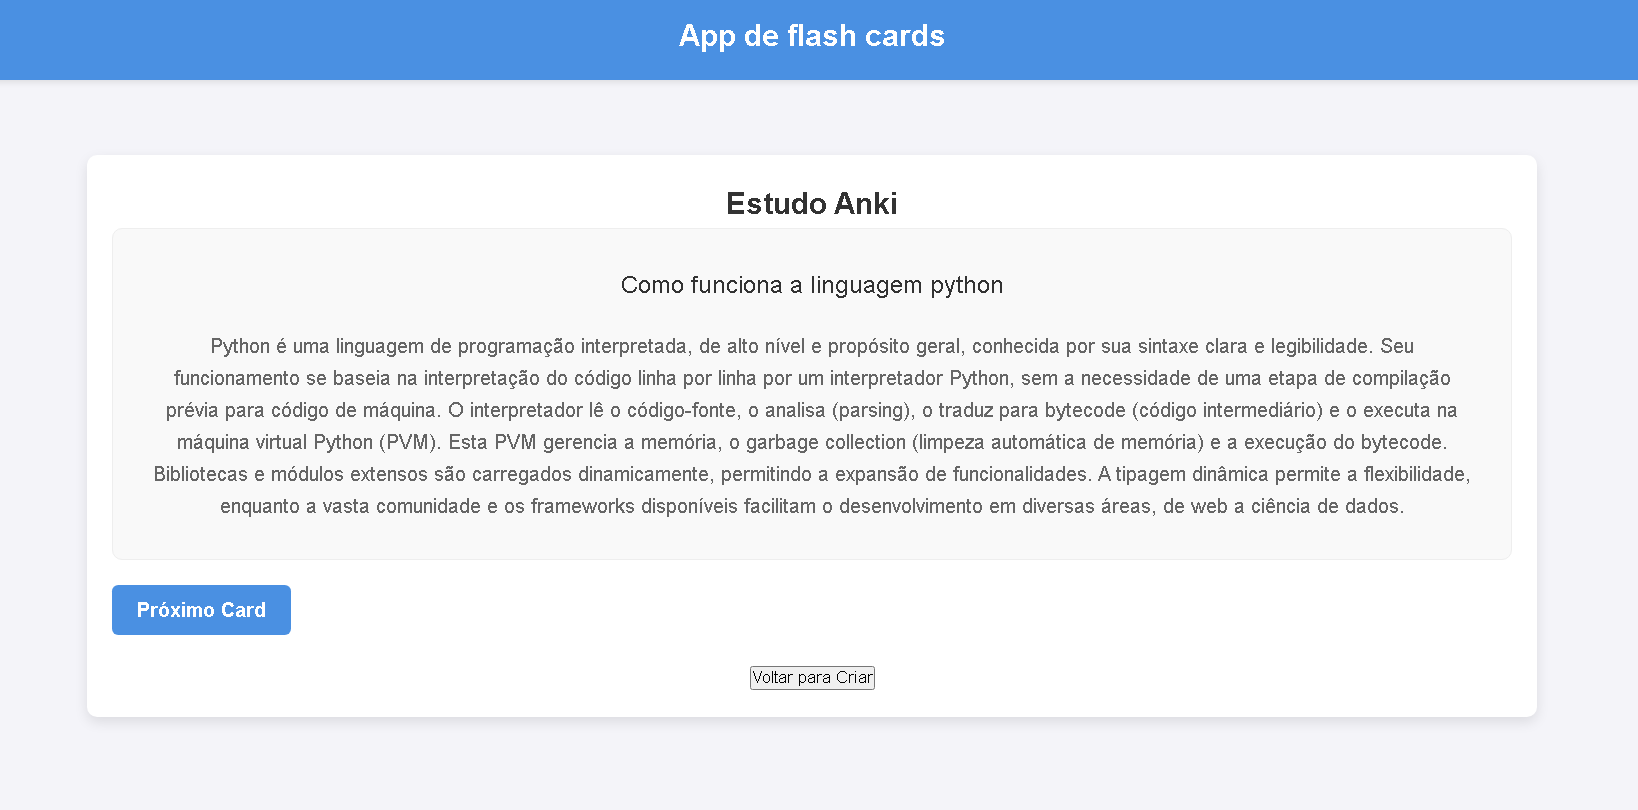 App de flash cards
Estudo Anki
Como funciona a linguagem python
Python é uma linguagem de programação interpretada, de alto nível e propósito geral, conhecida por sua sintaxe clara e legibilidade. Seu
funcionamento se baseia na interpretação do código linha por linha por um interpretador Python, sem a necessidade de uma etapa de compilação
prévia para código de máquina. O interpretador lê o código-fonte, o analisa (parsing), o traduz para bytecode (código intermediário) e o executa na
máquina virtual Python (PVM). Esta PVM gerencia a memória, o garbage collection (limpeza automática de memória) e a execução do bytecode.
Bibliotecas e módulos extensos são carregados dinamicamente, permitindo a expansão de funcionalidades. A tipagem dinâmica permite a flexibilidade,
enquanto a vasta comunidade e os frameworks disponíveis facilitam o desenvolvimento em diversas áreas, de web a ciência de dados.
Próximo Card
Voltar para Criar